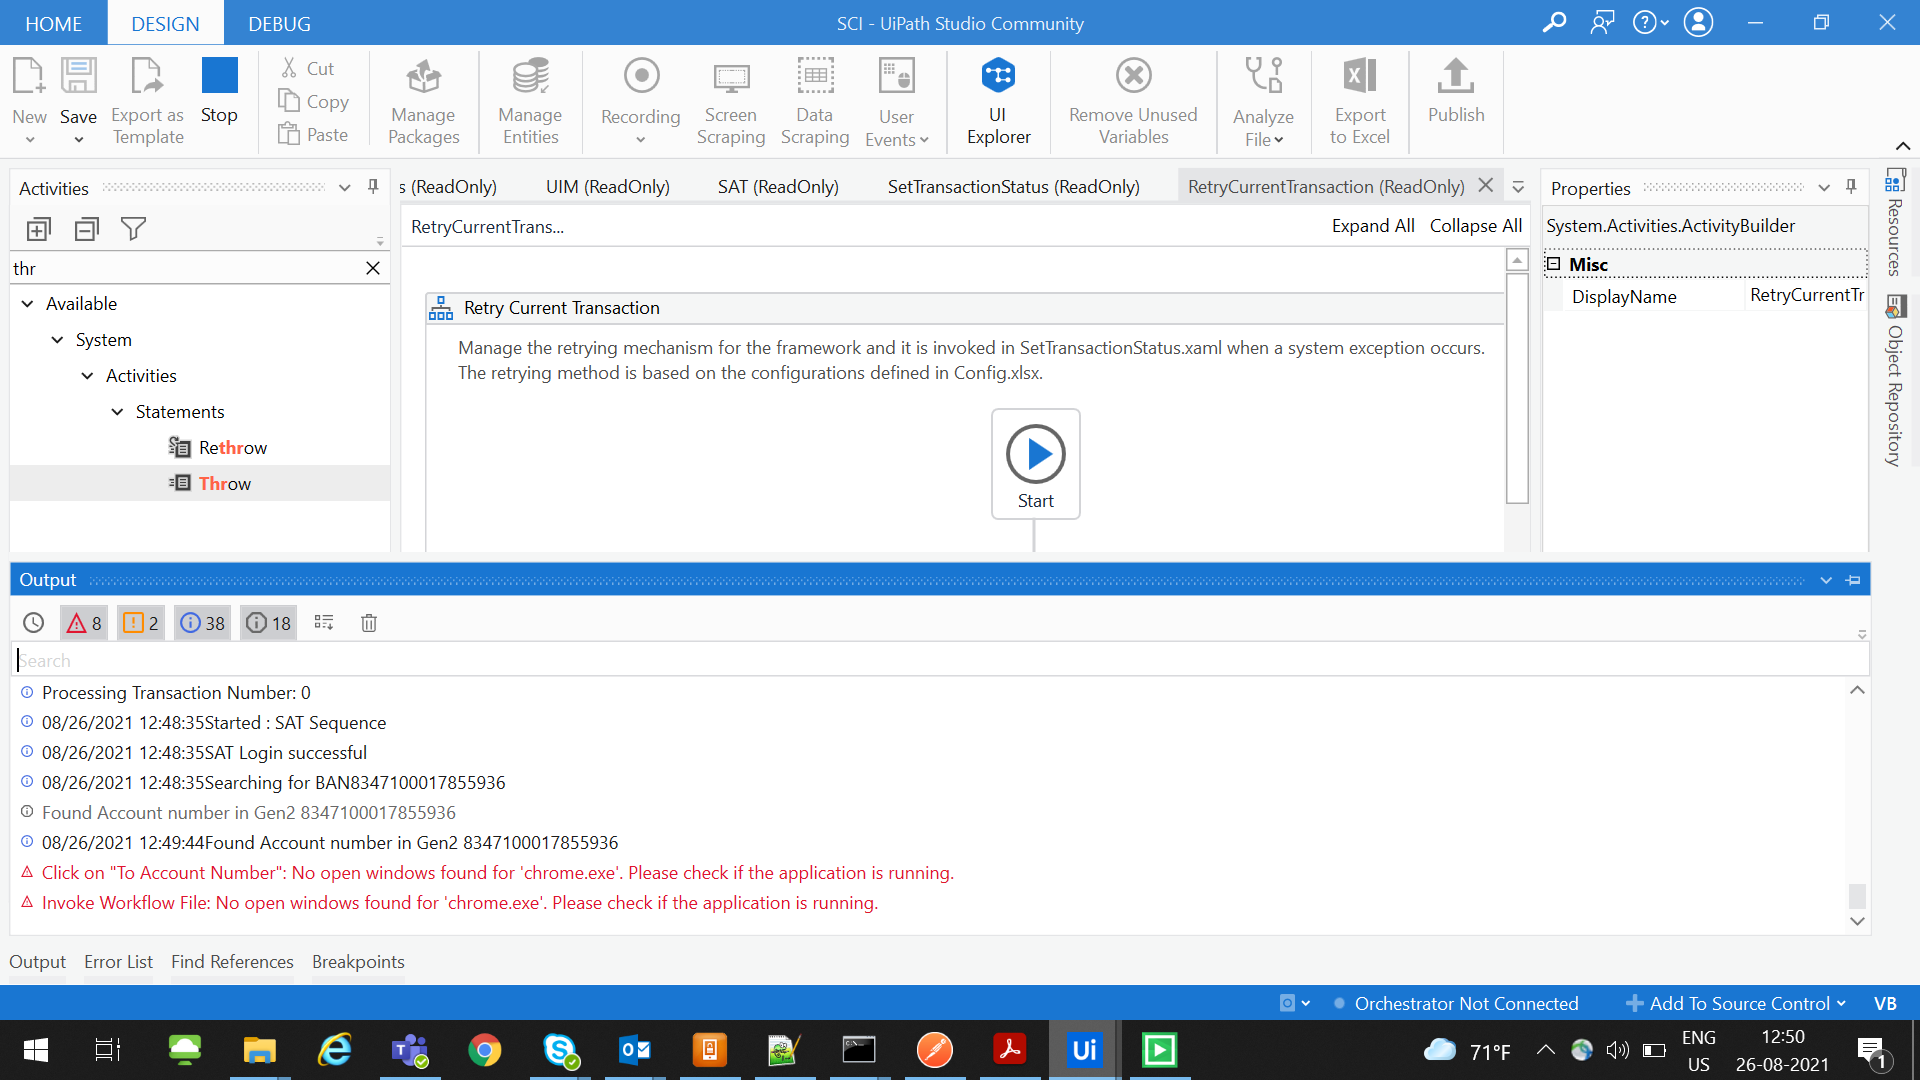 HOME
DESIGN
DEBUG
SCI - UiPath Studio Community
New
Save
Export as
Template
Stop
Cut
Copy
Paste
Manage
Packages
Manage
Entities
Recording
Screen
Scraping
Data
Scraping
User
Events
UI
Explorer
Remove Unused
Variables
Analyze
File
Export
to Excel
Publish
Activities
s (ReadOnly)
UIM (ReadOnly)
SAT (ReadOnly)
SetTransactionStatus (ReadOnly)
RetryCurrentTransaction (ReadOnly)
Properties
Resources
Object Repository
RetryCurrentTrans...
Expand All
Collapse All
System.Activities.ActivityBuilder
Misc
DisplayName
RetryCurrentTr
thr
Available
System
Activities
Statements
Rethrow
Throw
Retry Current Transaction
Manage the retrying mechanism for the framework and it is invoked in SetTransactionStatus.xaml when a system exception occurs.
The retrying method is based on the configurations defined in Config.xlsx.
Start
Output
8
2
38
18
Search
Processing Transaction Number: 0
08/26/2021 12:48:35Started : SAT Sequence
08/26/2021 12:48:35SAT Login successful
08/26/2021 12:48:35Searching for BAN8347100017855936
Found Account number in Gen2 8347100017855936
08/26/2021 12:49:44Found Account number in Gen2 8347100017855936
Click on "To Account Number": No open windows found for 'chrome.exe'. Please check if the application is running.
Invoke Workflow File: No open windows found for 'chrome.exe'. Please check if the application is running.
Output
Error List
Find References
Breakpoints
Orchestrator Not Connected
Add To Source Control
VB
Ui
71°F
ENG
US
12:50
26-08-2021
1